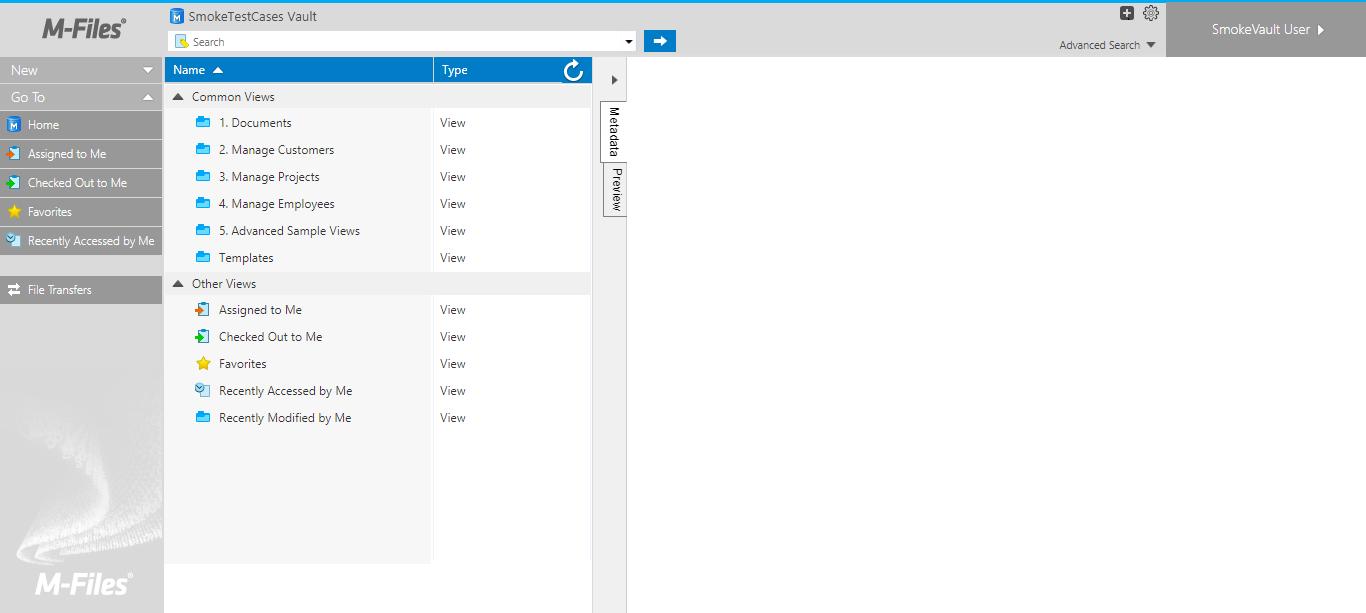 M-Files®
SmokeTestCases Vault
SmokeVault User
Search
Advanced Search
New
Go To
Home
Assigned to Me
Checked Out to Me
Favorites
Recently Accessed by Me
File Transfers
M-Files®
Name Type
Common Views
1. Documents View
2. Manage Customers View
3. Manage Projects View
4. Manage Employees View
5. Advanced Sample Views View
Templates View
Other Views
Assigned to Me View
Checked Out to Me View
Favorites View
Recently Accessed by Me View
Recently Modified by Me View
Metadata
Preview